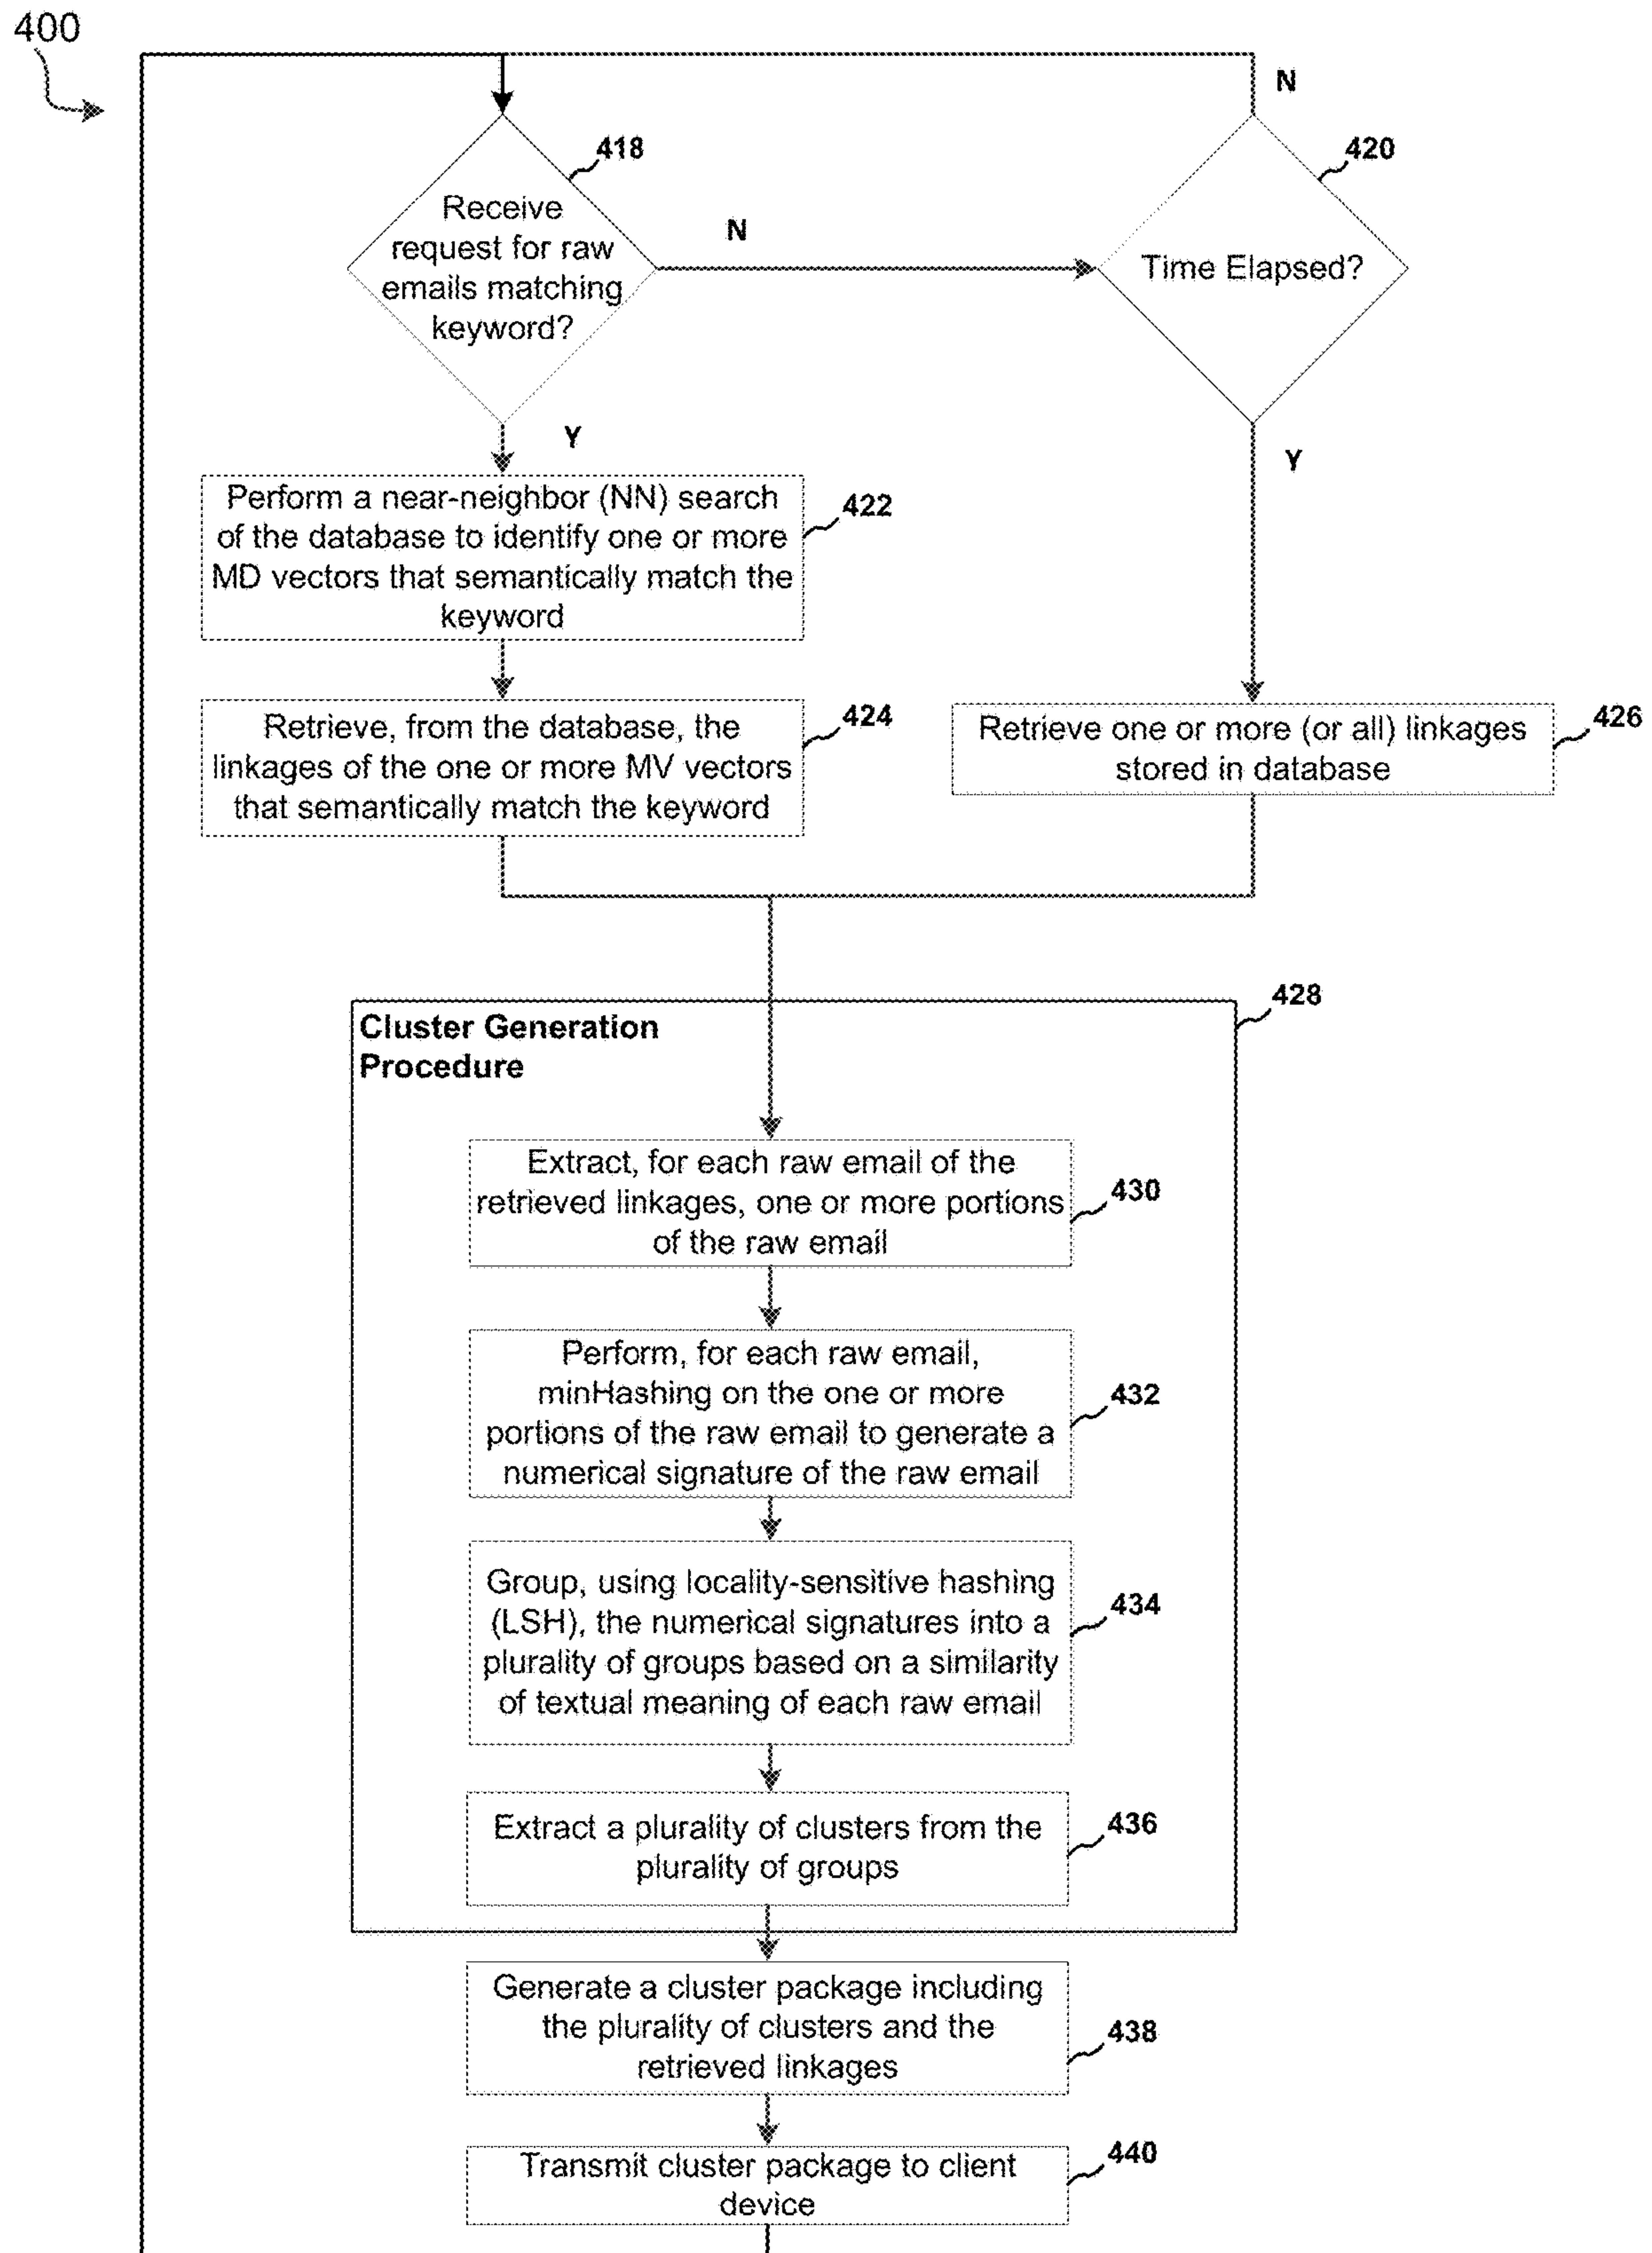 400
N
418
420
Receive
request for raw
emails matching
keyword?
N
Time Elapsed?
Y
Y
Perform a near-neighbor (NN) search
of the database to identify one or more
MD vectors that semantically match the
keyword
422
Retrieve, from the database, the
linkages of the one or more MV vectors
that semantically match the keyword
424
Retrieve one or more (or all) linkages
stored in database
426
428
Cluster Generation
Procedure
Extract, for each raw email of the
retrieved linkages, one or more portions
of the raw email
430
Perform, for each raw email,
minHashing on the one or more
portions of the raw email to generate a
numerical signature of the raw email
432
Group, using locality-sensitive hashing
(LSH), the numerical signatures into a
plurality of groups based on a similarity
of textual meaning of each raw email
434
Extract a plurality of clusters from the
plurality of groups
436
Generate a cluster package including
the plurality of clusters and the
retrieved linkages
438
Transmit cluster package to client
device
440